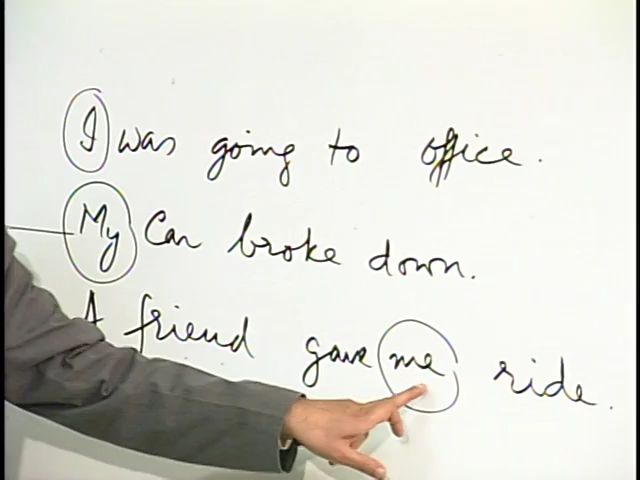 I was going to office.
My Car broke down.
A friend gave me ride.